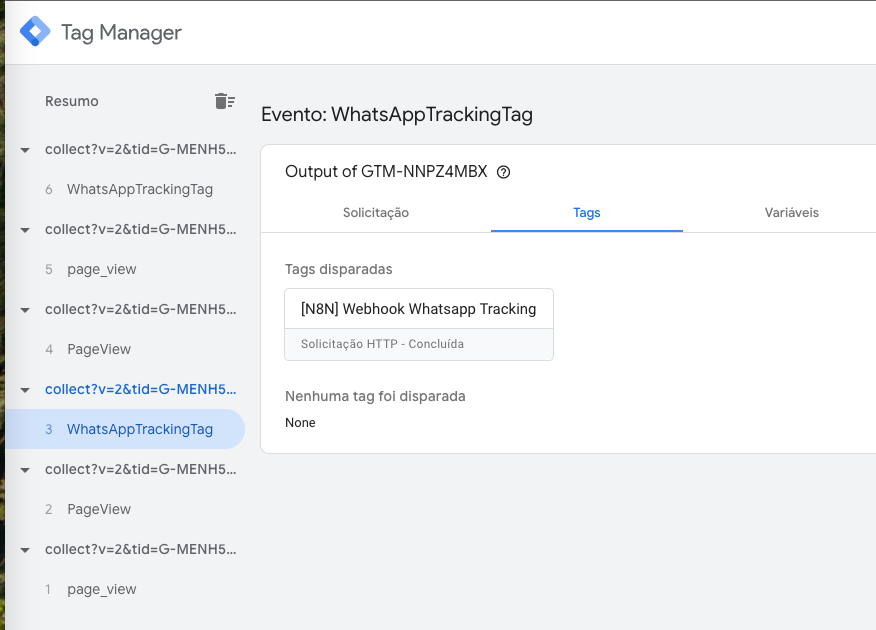 Tag Manager
Resumo
collect?v=2&tid=G-MENH5...
6 WhatsAppTrackingTag
collect?v=2&tid=G-MENH5...
5 page_view
collect?v=2&tid=G-MENH5...
4 PageView
collect?v=2&tid=G-MENH5...
3 WhatsAppTrackingTag
collect?v=2&tid=G-MENH5...
2 PageView
collect?v=2&tid=G-MENH5...
1 page_view
Evento: WhatsAppTrackingTag
Output of GTM-NNPZ4MBX
Solicitação Tags Variáveis
Tags disparadas
[N8N] Webhook Whatsapp Tracking
Solicitação HTTP - Concluída
Nenhuma tag foi disparada
None